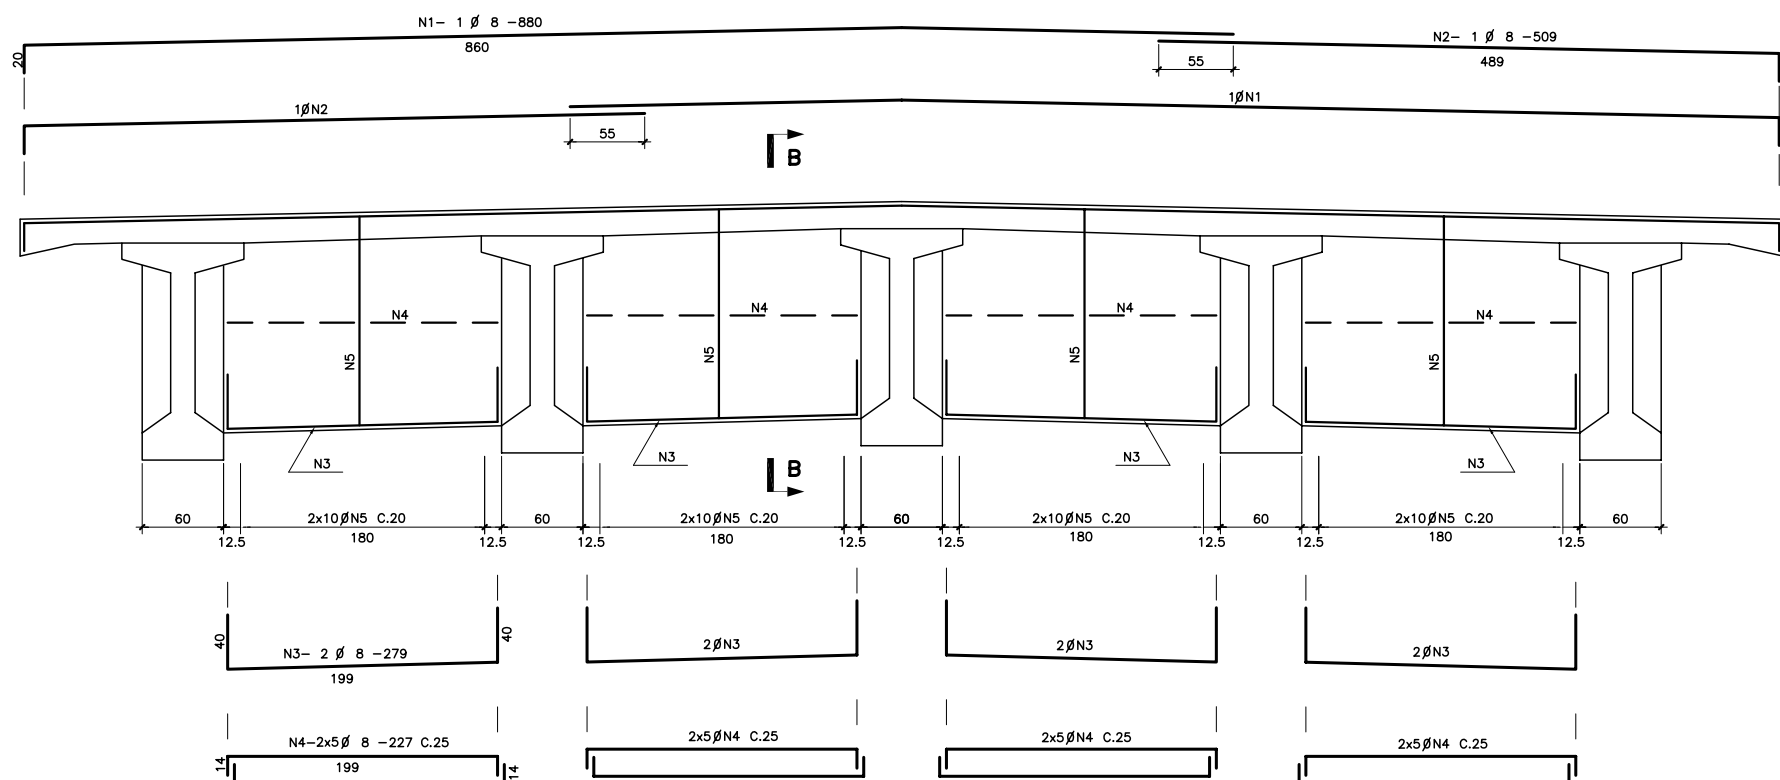 N1- 1 Ø 8 -880
860
20
N2- 1 Ø 8 -509
489
55
1ØN2
1ØN1
55
B
N4
N4
N4
N4
N5
N5
N5
N5
N3
N3
N3
N3
B
60
2x10ØN5 C.20
60
2x10ØN5 C.20
60
2x10ØN5 C.20
60
2x10ØN5 C.20
60
12.5
180
12.5
12.5
180
12.5
12.5
180
12.5
12.5
180
12.5
40
N3- 2 Ø 8 -279
199
40
2ØN3
2ØN3
2ØN3
N4-2x5Ø 8 -227 C.25
199
14
14
2x5ØN4 C.25
2x5ØN4 C.25
2x5ØN4 C.25